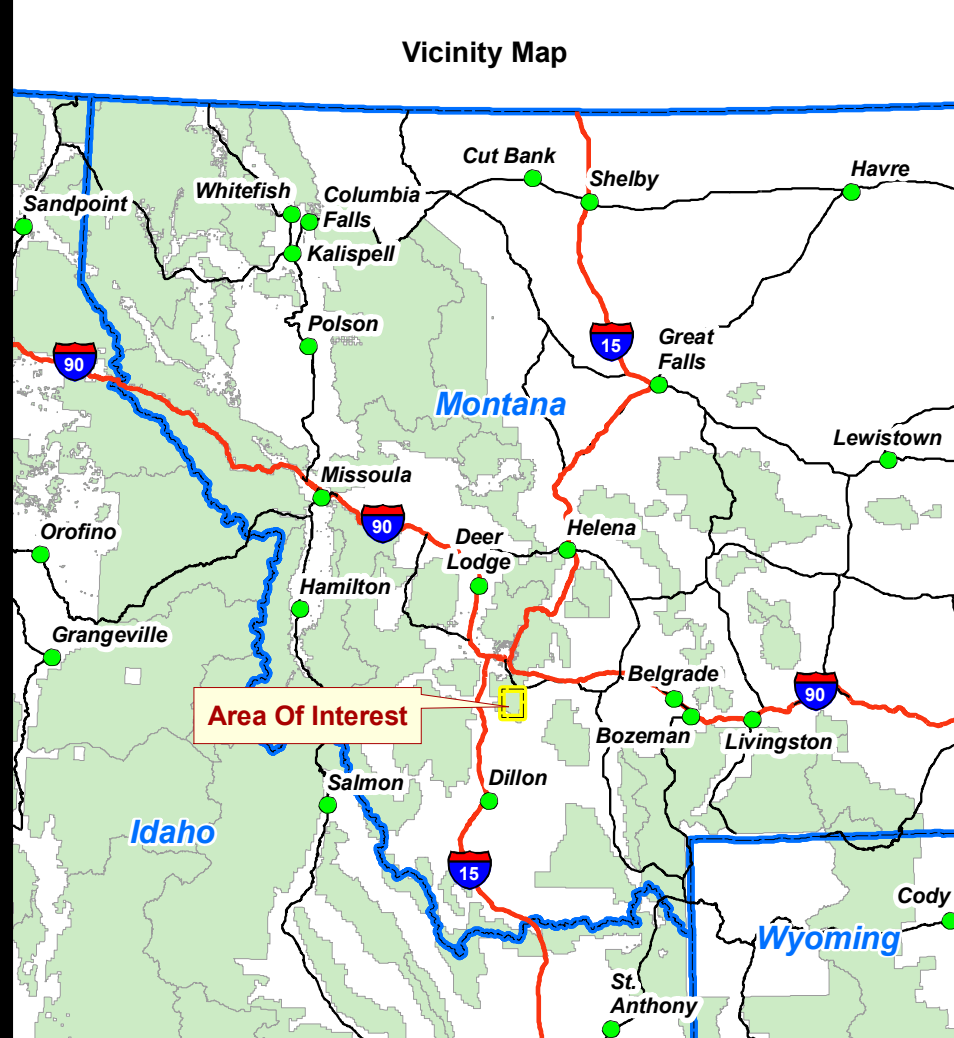 Vicinity Map
Cut Bank
Havre
Shelby
Whitefish
Columbia
Falls
Sandpoint
Kalispell
Polson
15
Great
Falls
90
Montana
Lewistown
Missoula
90
Orofino
Deer
Lodge
Helena
Hamilton
Grangeville
Belgrade
90
Area Of Interest
Bozeman
Livingston
Salmon
Dillon
Idaho
15
Cody
Wyoming
St.
Anthony